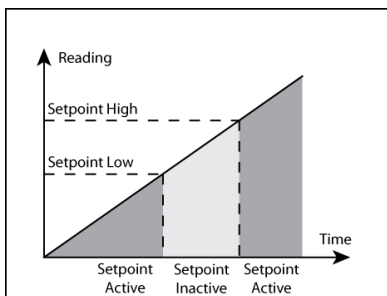 Reading
Setpoint High
Setpoint Low
Time
Setpoint Setpoint Setpoint
Active Inactive Active